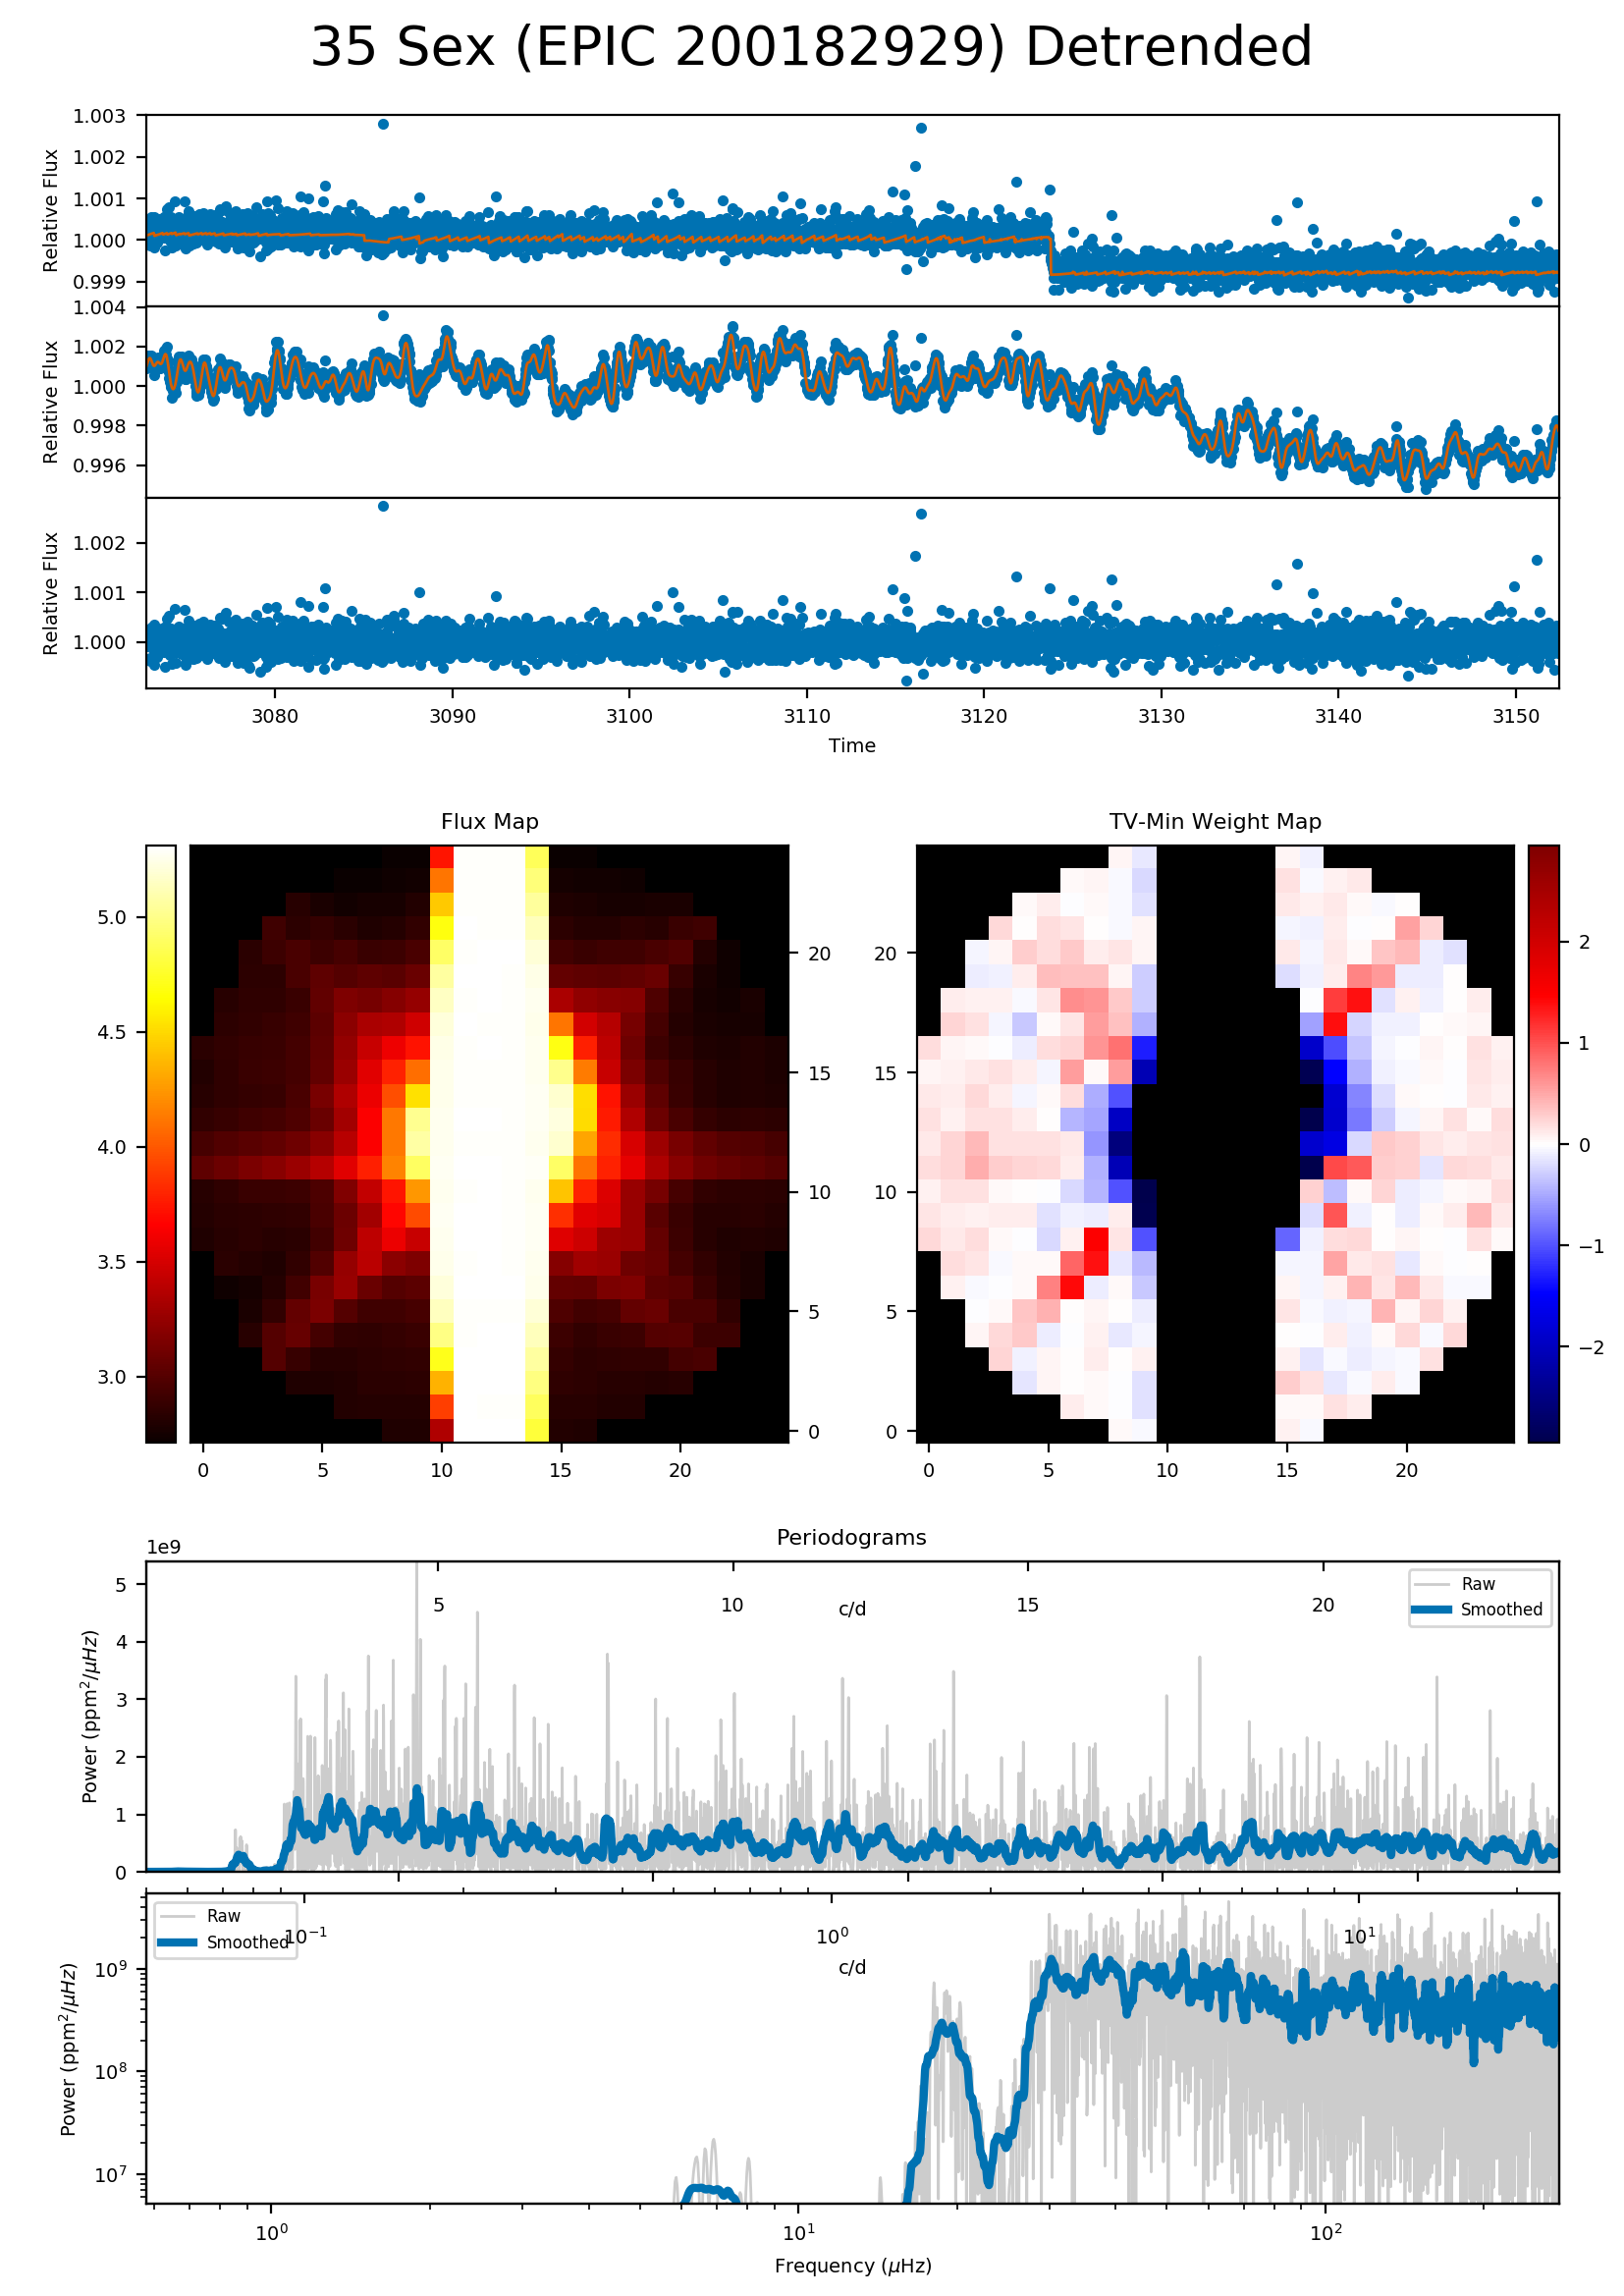 35 Sex (EPIC 200182929) Detrended
1.003
1.002
1.001
1.000
0.999
Relative Flux
1.004
1.002
1.000
0.998
0.996
Relative Flux
1.002
1.001
1.000
Relative Flux
3080 3090 3100 3110 3120 3130 3140 3150
Time
Flux Map
5.0
4.5
4.0
3.5
3.0
20
15
10
5
0
0 5 10 15 20
TV-Min Weight Map
20
15
10
5
0
0 5 10 15 20
2
1
0
−1
−2
Periodograms
1e9
5
4
3
2
1
0
Power (ppm²/μHz)
5 10 15 20
c/d
Raw
Smoothed
Raw
Smoothed
10⁻¹ 10⁰ 10¹
c/d
10⁹
10⁸
10⁷
Power (ppm²/μHz)
10⁰ 10¹ 10²
Frequency (μHz)